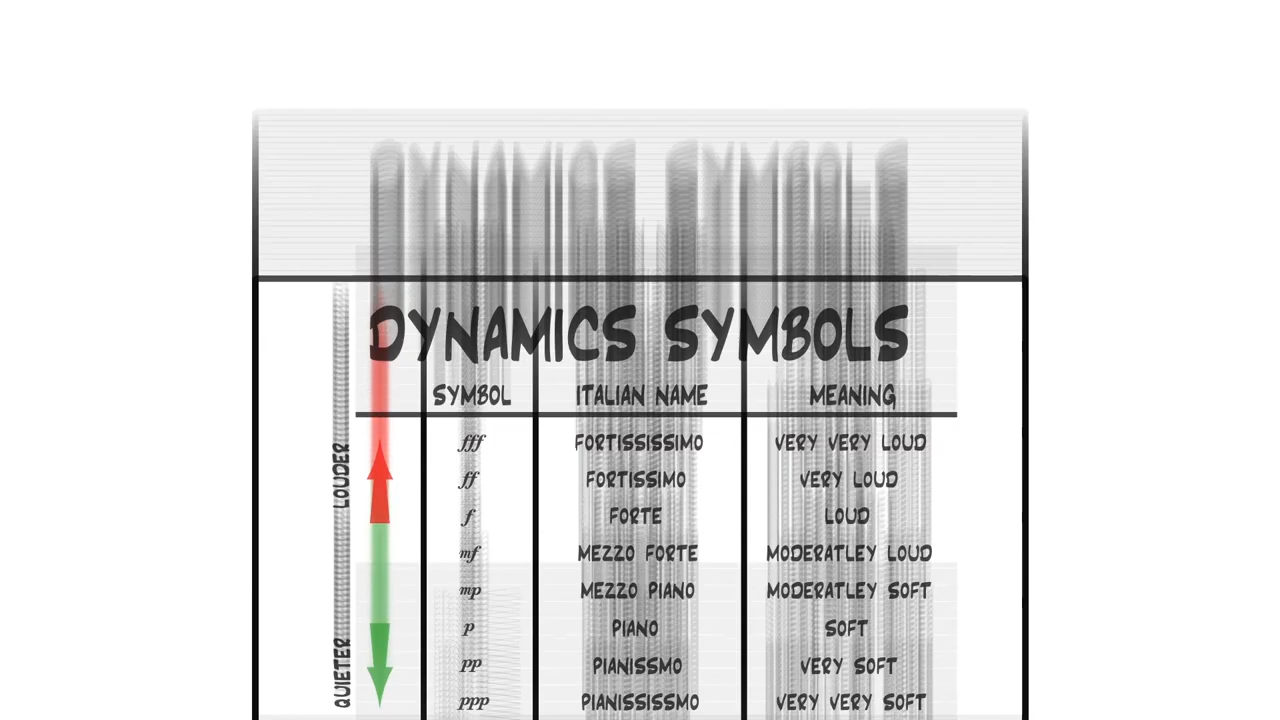 DYNAMICS SYMBOLS
SYMBOL ITALIAN NAME MEANING
fff FORTISSISSIMO VERY VERY LOUD
ff FORTISSIMO VERY LOUD
f FORTE LOUD
mf MEZZO FORTE MODERATLEY LOUD
mp MEZZO PIANO MODERATLEY SOFT
p PIANO SOFT
pp PIANISSMO VERY SOFT
ppp PIANISSISSMO VERY VERY SOFT
LOUDER
QUIETER